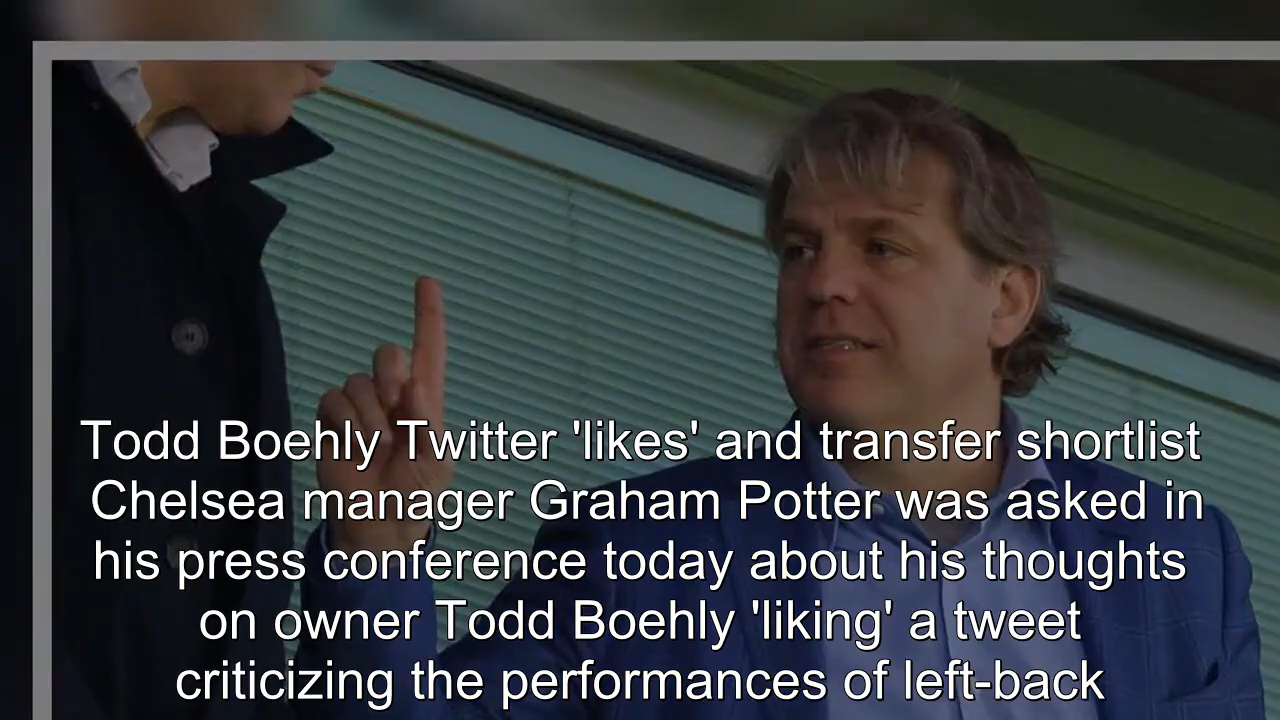 Todd Boehly Twitter 'likes' and transfer shortlist
Chelsea manager Graham Potter was asked in
his press conference today about his thoughts
on owner Todd Boehly 'liking' a tweet
criticizing the performances of left-back